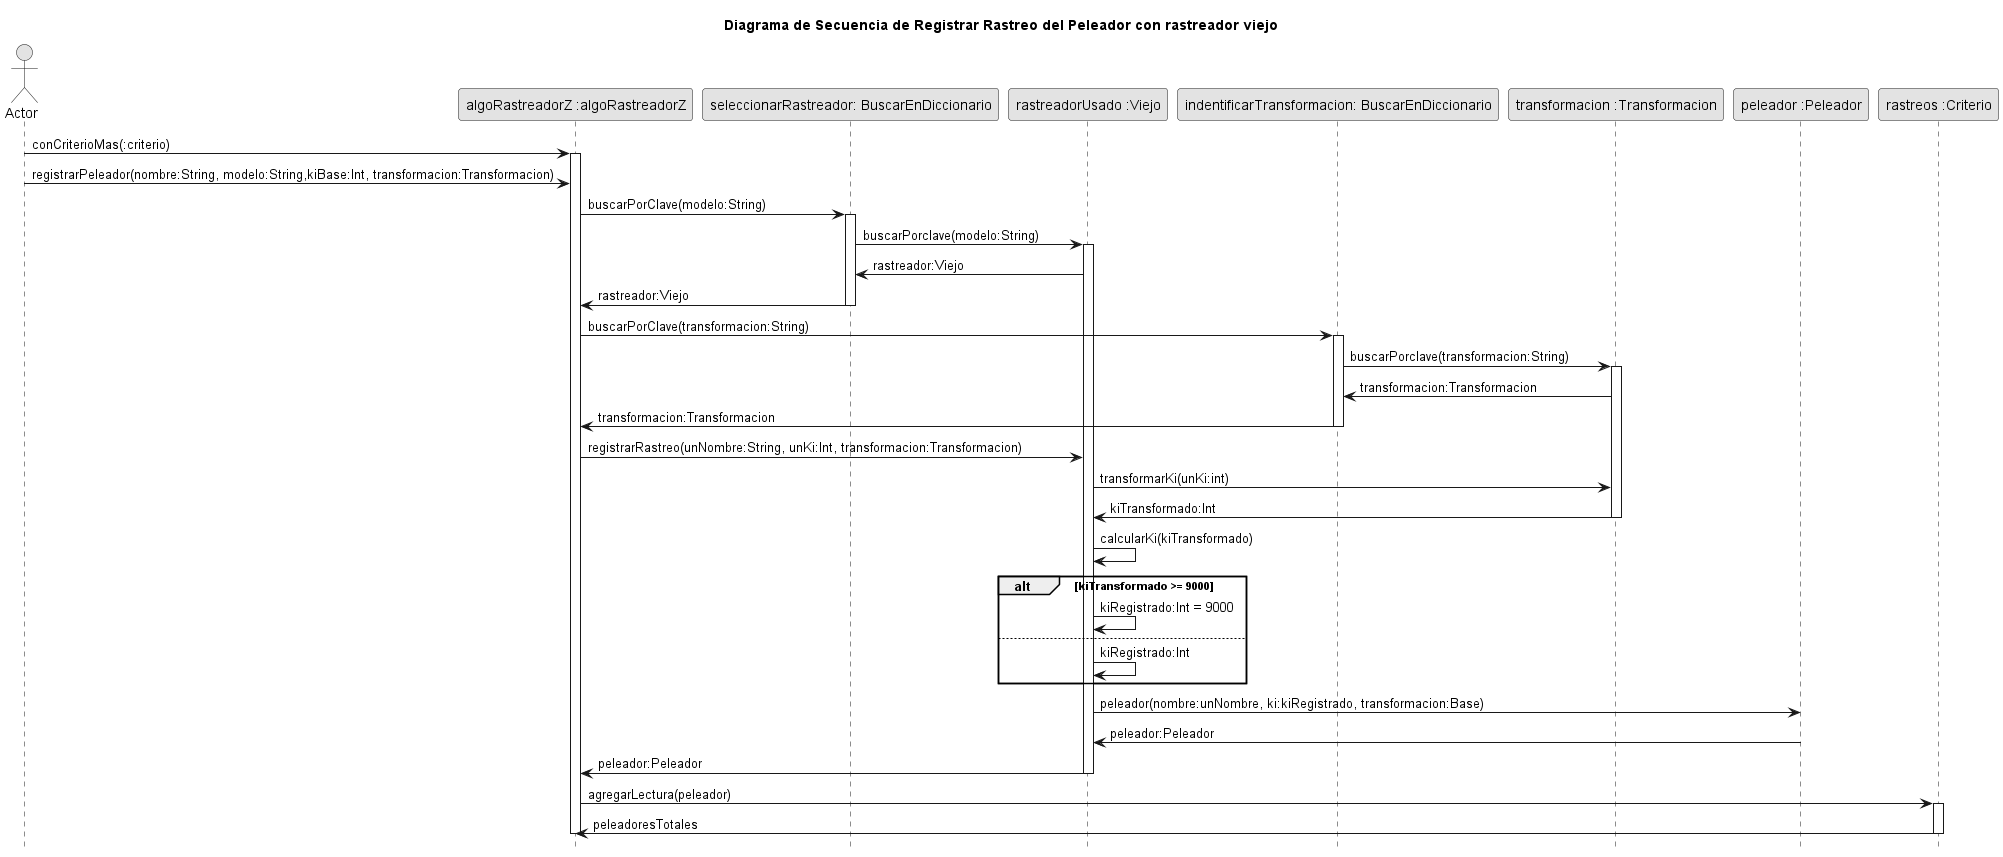 Diagrama de Secuencia de Registrar Rastreo del Peleador con rastreador viejo
Actor
algoRastreadorZ :algoRastreadorZ
seleccionarRastreador: BuscarEnDiccionario
rastreadorUsado :Viejo
indentificarTransformacion: BuscarEnDiccionario
transformacion :Transformacion
peleador :Peleador
rastreos :Criterio
conCriterioMas(:criterio)
registrarPeleador(nombre:String, modelo:String,kiBase:Int, transformacion:Transformacion)
buscarPorClave(modelo:String)
buscarPorclave(modelo:String)
rastreador:Viejo
rastreador:Viejo
buscarPorClave(transformacion:String)
buscarPorclave(transformacion:String)
transformacion:Transformacion
transformacion:Transformacion
registrarRastreo(unNombre:String, unKi:Int, transformacion:Transformacion)
transformarKi(unKi:int)
kiTransformado:Int
calcularKi(kiTransformado)
alt [kiTransformado >= 9000]
kiRegistrado:Int = 9000
kiRegistrado:Int
peleador(nombre:unNombre, ki:kiRegistrado, transformacion:Base)
peleador:Peleador
peleador:Peleador
agregarLectura(peleador)
peleadoresTotales